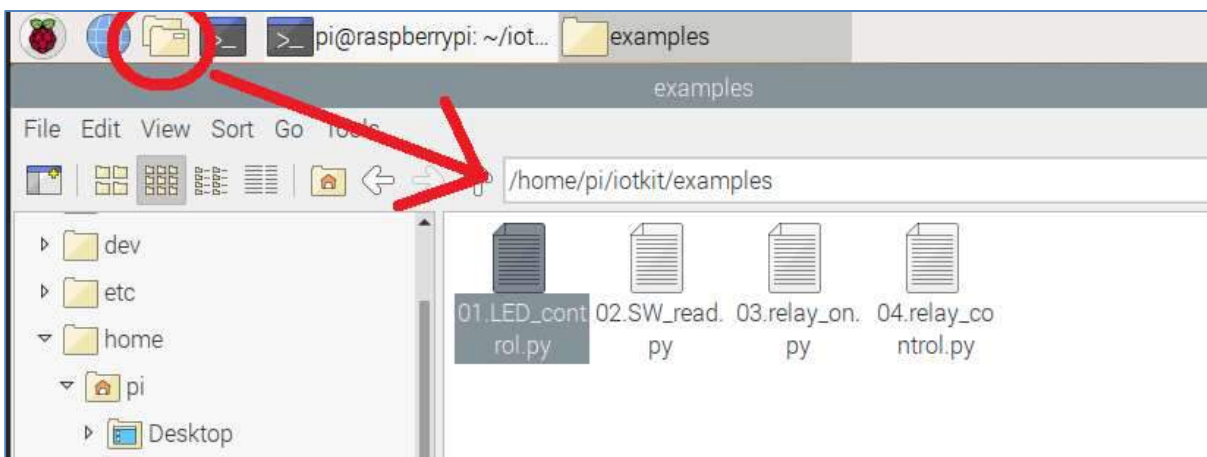 pi@raspberrypi: ~/iot... examples
examples
File Edit View Sort Go Tools
/home/pi/iotkit/examples
dev
etc
home
pi
Desktop
01.LED_cont
rol.py
02.SW_read.
py
03.relay_on.
py
04.relay_co
ntrol.py